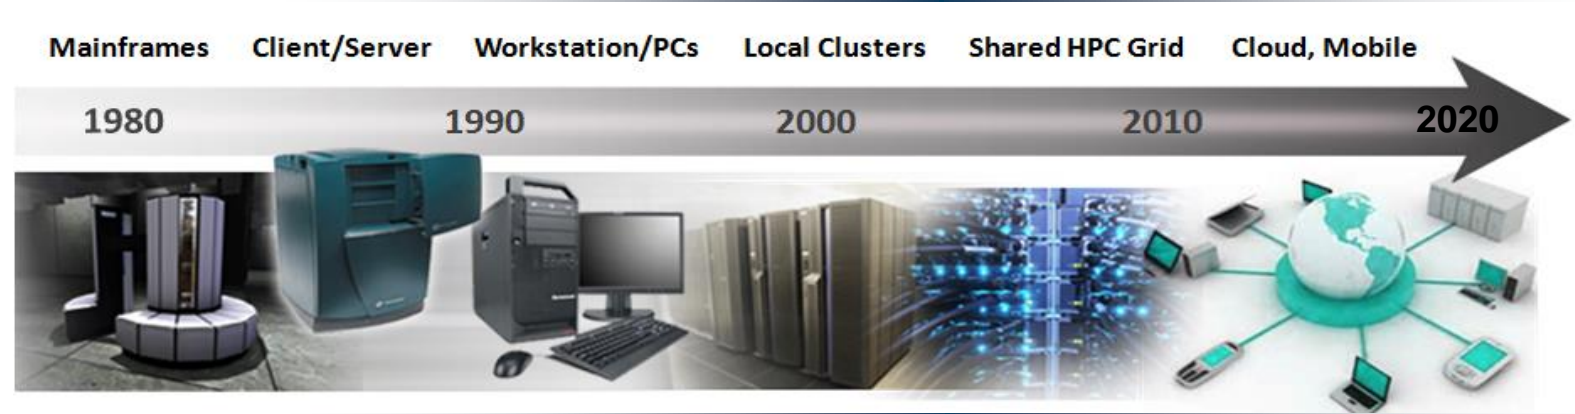 Mainframes Client/Server Workstation/PCs Local Clusters Shared HPC Grid Cloud, Mobile
1980 1990 2000 2010 2020